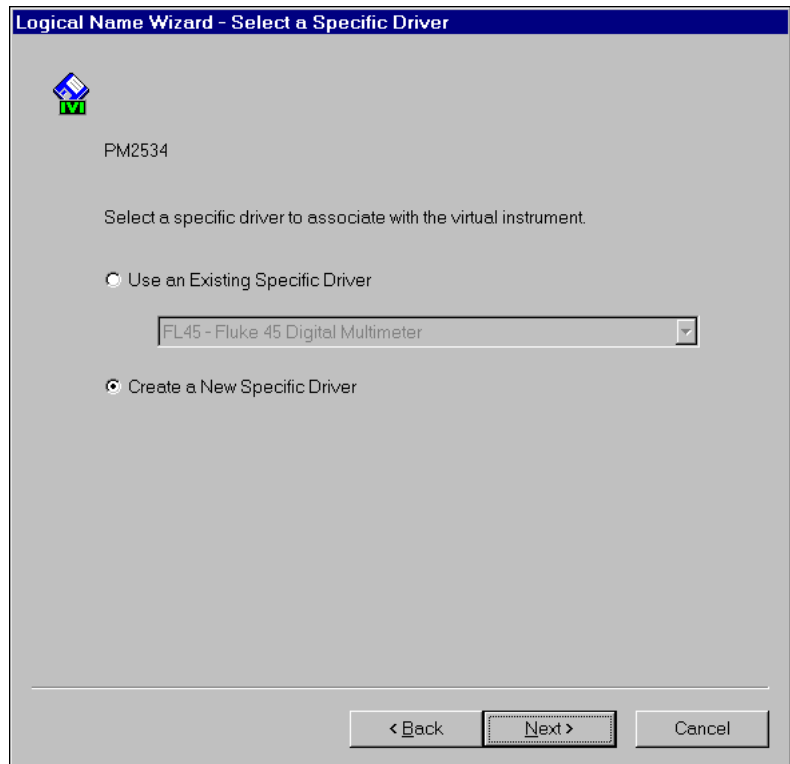 Logical Name Wizard - Select a Specific Driver
IVI
PM2534
Select a specific driver to associate with the virtual instrument.
Use an Existing Specific Driver
FL45 - Fluke 45 Digital Multimeter
Create a New Specific Driver
< Back
Next >
Cancel